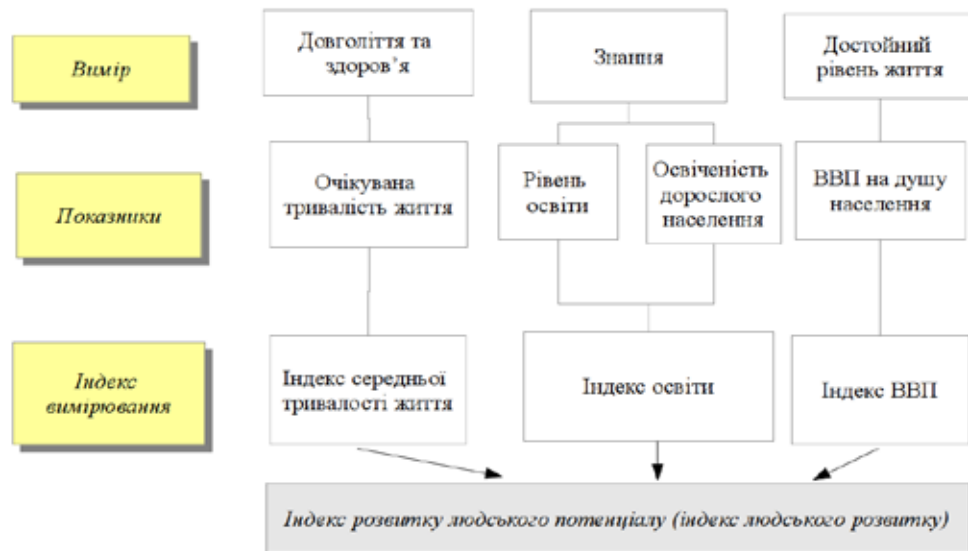 Вимір
Довголіття та
здоров'я
Знання
Достойний
рівень життя
Показники
Очікувана
тривалість життя
Рівень
освіти
Освіченість
дорослого
населення
ВВП на душу
населення
Індекс
вимірювання
Індекс середньої
тривалості життя
Індекс освіти
Індекс ВВП
Індекс розвитку людського потенціалу (індекс людського розвитку)